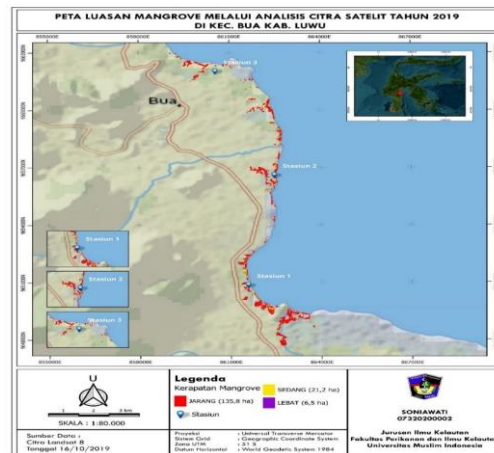 PETA LUASAN MANGROVE MELALUI ANALISIS CITRA SATELIT TAHUN 2019
DI KEC. BUA KAB. LUWU
Stasiun 3
Bua
Stasiun 2
Stasiun 1
Stasiun 1
Stasiun 2
Stasiun 3
U
SKALA : 1:80.000
Sumber Data :
Citra Landsat 8
Tanggal 16/10/2019
Legenda
Kerapatan Mangrove
JARANG (135,8 ha)
SEDANG (21,2 ha)
LEBAT (6,5 ha)
Stasiun
Proyeksi : Universal Transverse Mercator
Sistem Grid : Geographic Coordinate System
Zona UTM : 51 S
Datum Horizontal : World Geodetic System 1984
SONIAWATI
07320200002
Jurusan Ilmu Kelautan
Fakultas Perikanan dan Ilmu Kelautan
Universitas Muslim Indonesia